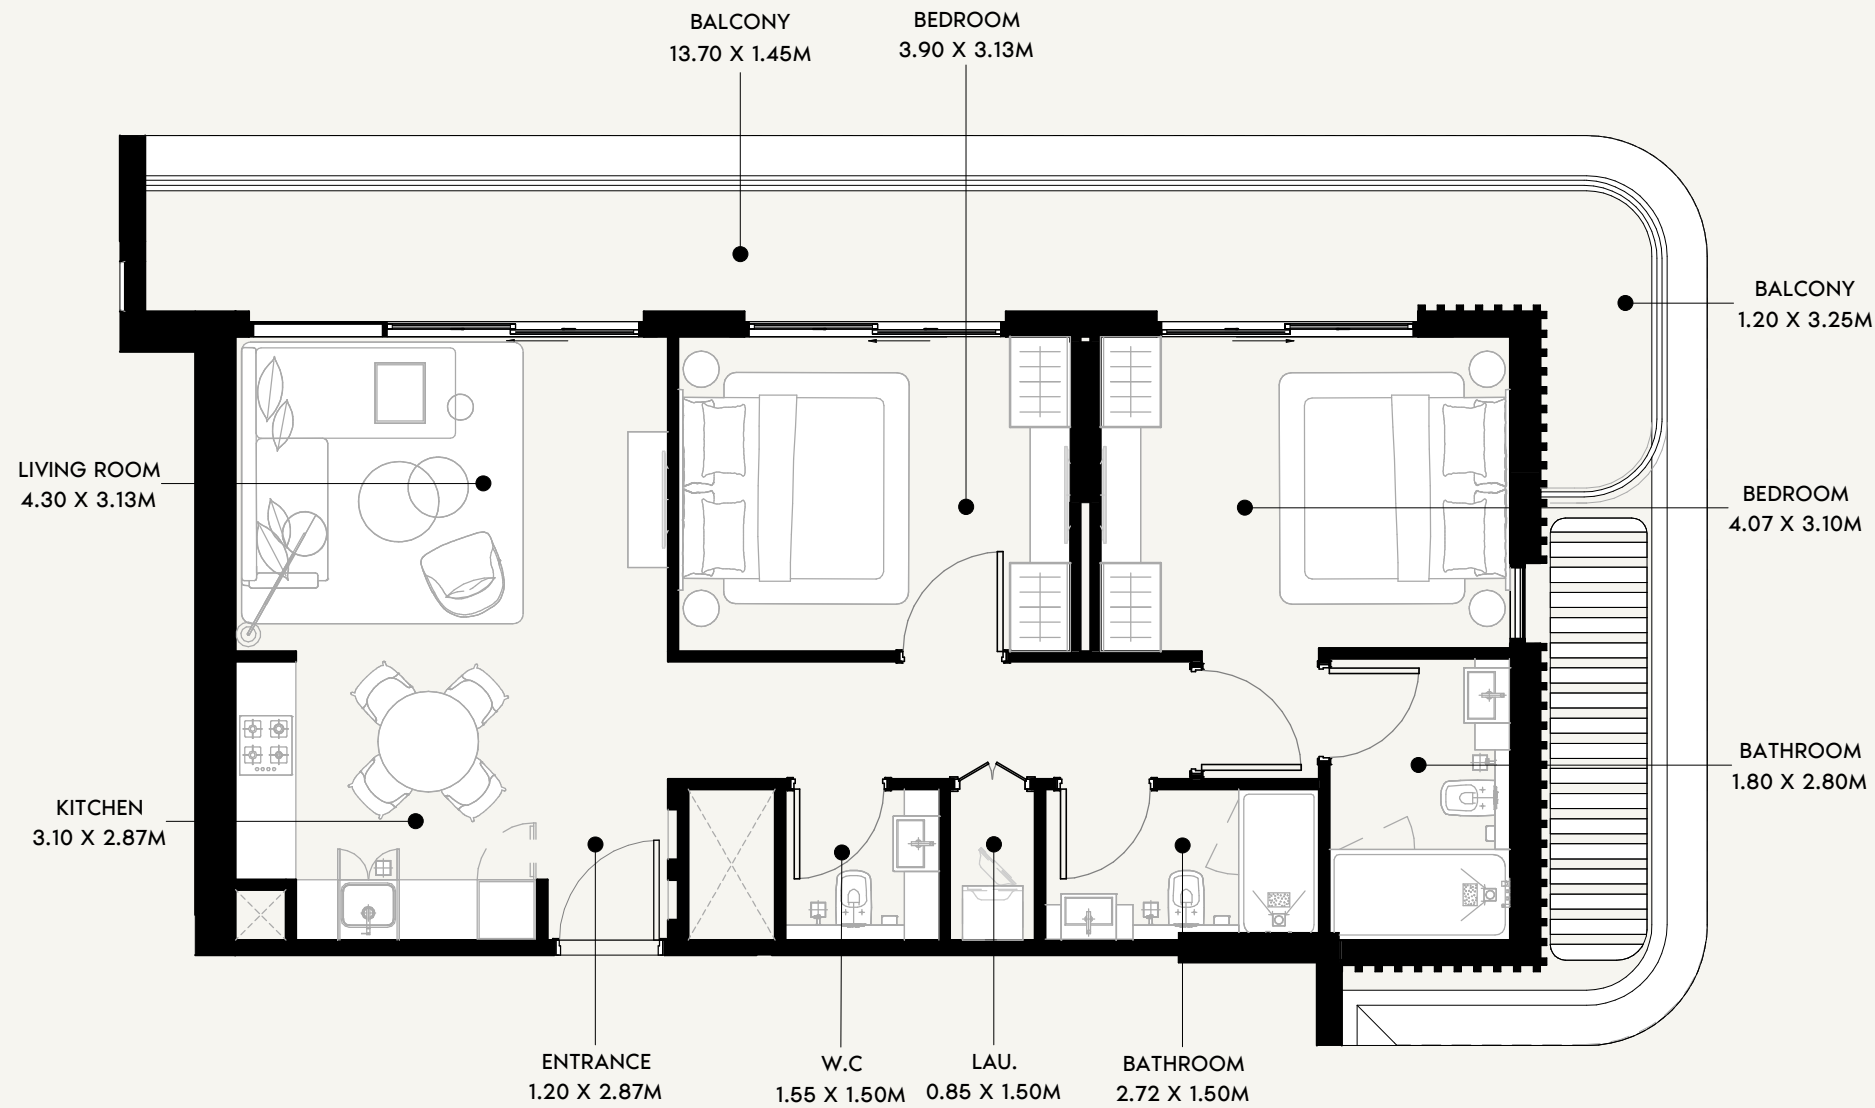 BALCONY
13.70 X 1.45M
BEDROOM
3.90 X 3.13M
BALCONY
1.20 X 3.25M
LIVING ROOM
4.30 X 3.13M
BEDROOM
4.07 X 3.10M
BATHROOM
1.80 X 2.80M
KITCHEN
3.10 X 2.87M
ENTRANCE
1.20 X 2.87M
W.C
1.55 X 1.50M
LAU.
0.85 X 1.50M
BATHROOM
2.72 X 1.50M